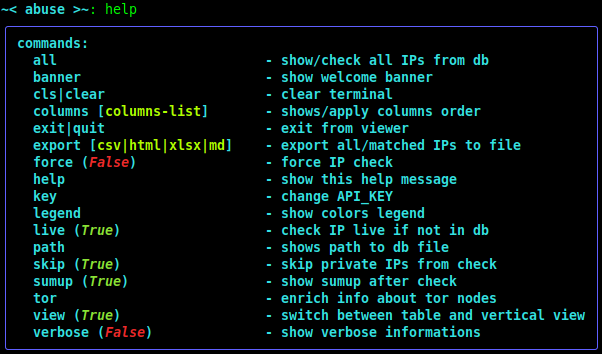 ~< abuse >~: help
commands:
all - show/check all IPs from db
banner - show welcome banner
cls|clear - clear terminal
columns [columns-list] - shows/apply columns order
exit|quit - exit from viewer
export [csv|html|xlsx|md] - export all/matched IPs to file
force (False) - force IP check
help - show this help message
key - change API_KEY
legend - show colors legend
live (True) - check IP live if not in db
path - shows path to db file
skip (True) - skip private IPs from check
sumup (True) - show sumup after check
tor - enrich info about tor nodes
view (True) - switch between table and vertical view
verbose (False) - show verbose informations